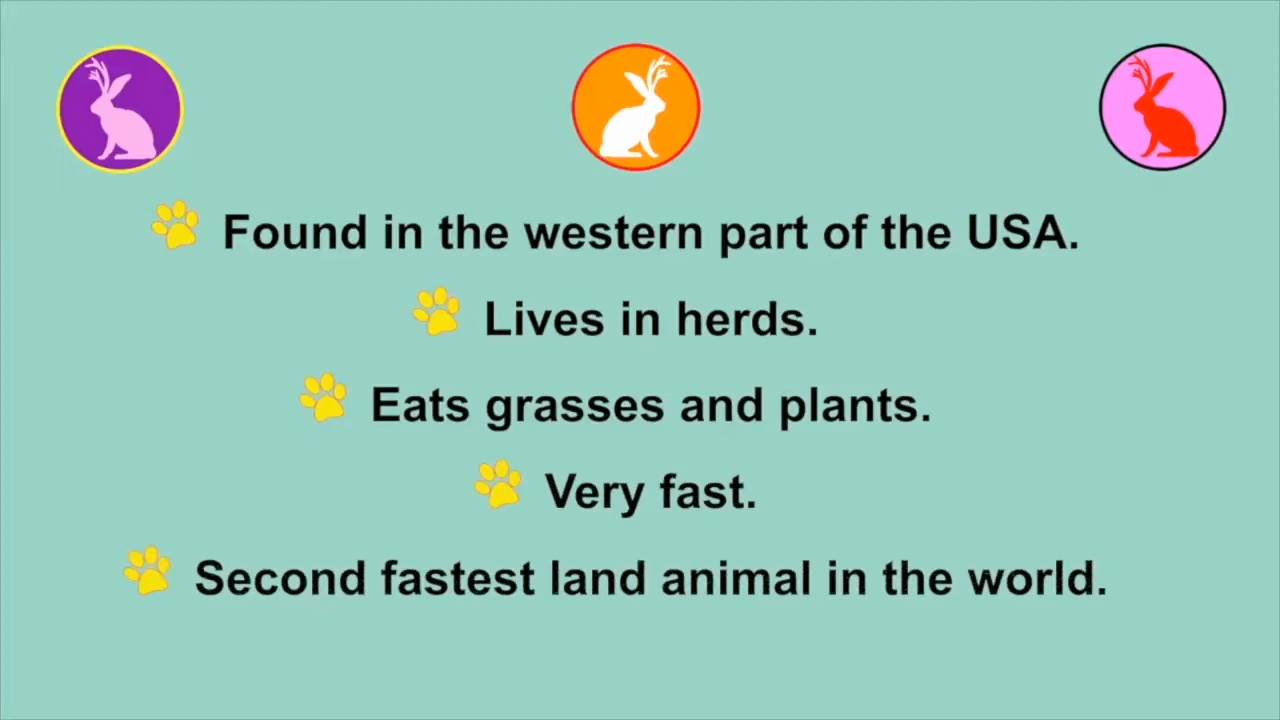 Found in the western part of the USA.
Lives in herds.
Eats grasses and plants.
Very fast.
Second fastest land animal in the world.